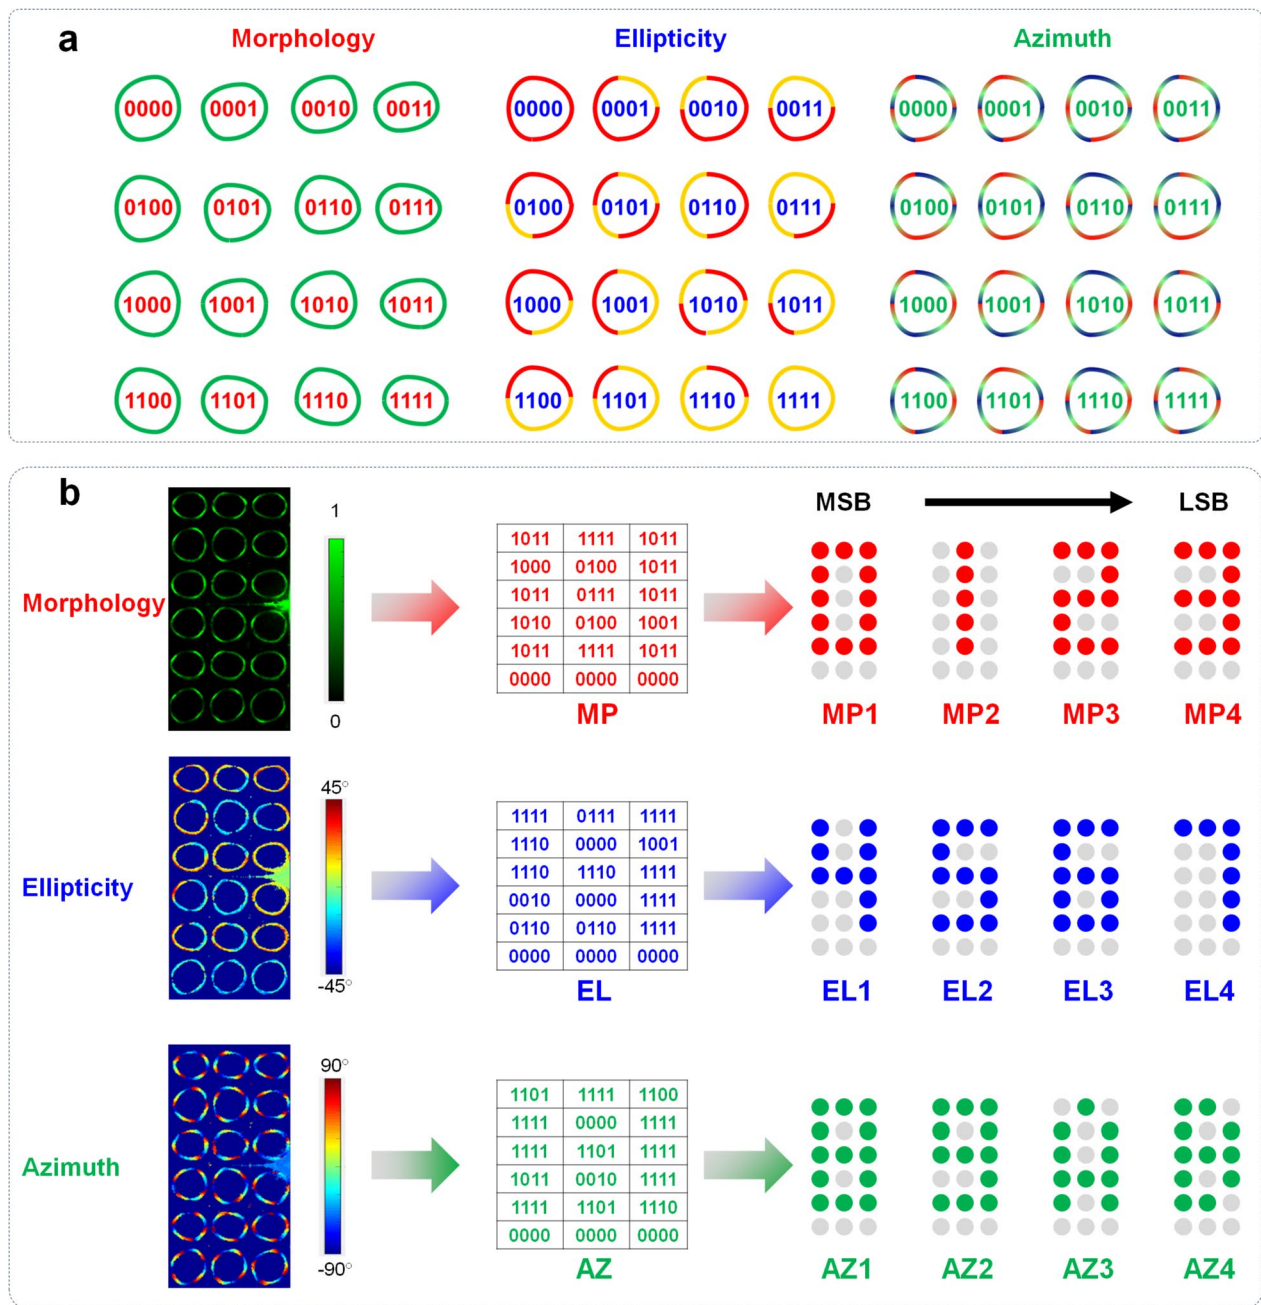 a
Morphology Ellipticity Azimuth
0000 0001 0010 0011 0000 0001 0010 0011 0000 0001 0010 0011
0100 0101 0110 0111 0100 0101 0110 0111 0100 0101 0110 0111
1000 1001 1010 1011 1000 1001 1010 1011 1000 1001 1010 1011
1100 1101 1110 1111 1100 1101 1110 1111 1100 1101 1110 1111
b
MSB LSB
Morphology
1
0
1011 1111 1011
1000 0100 1011
1011 0111 1011
1010 0100 1001
1011 1111 1011
0000 0000 0000
MP
MP1 MP2 MP3 MP4
Ellipticity
45°
-45°
1111 0111 1111
1110 0000 1001
1110 1110 1111
0010 0000 1111
0110 0110 1111
0000 0000 0000
EL
EL1 EL2 EL3 EL4
Azimuth
90°
-90°
1101 1111 1100
1111 0000 1111
1111 1101 1111
1011 0010 1111
1111 1101 1110
0000 0000 0000
AZ
AZ1 AZ2 AZ3 AZ4